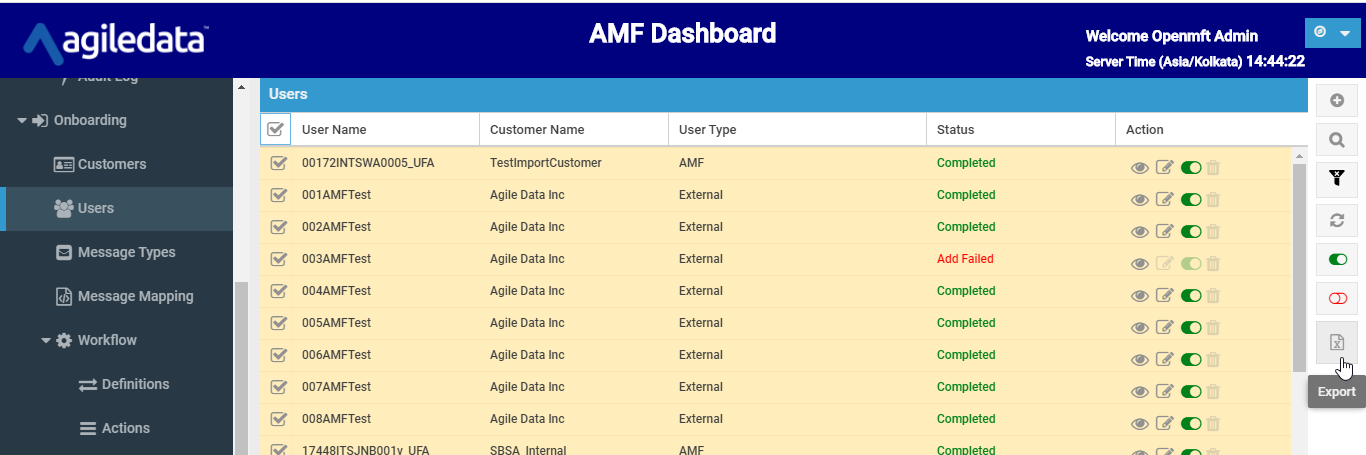 agiledata™
AMF Dashboard
Welcome Openmft Admin
Server Time (Asia/Kolkata) 14:44:22
Audit Log
Onboarding
Customers
Users
Message Types
Message Mapping
Workflow
Definitions
Actions
Users
User Name Customer Name User Type Status Action
00172INTSWA0005_UFA TestImportCustomer AMF Completed
001AMFTest Agile Data Inc External Completed
002AMFTest Agile Data Inc External Completed
003AMFTest Agile Data Inc External Add Failed
004AMFTest Agile Data Inc External Completed
005AMFTest Agile Data Inc External Completed
006AMFTest Agile Data Inc External Completed
007AMFTest Agile Data Inc External Completed
008AMFTest Agile Data Inc External Completed
17448ITSJNB001v_UFA SBSA_Internal AMF Completed
Export